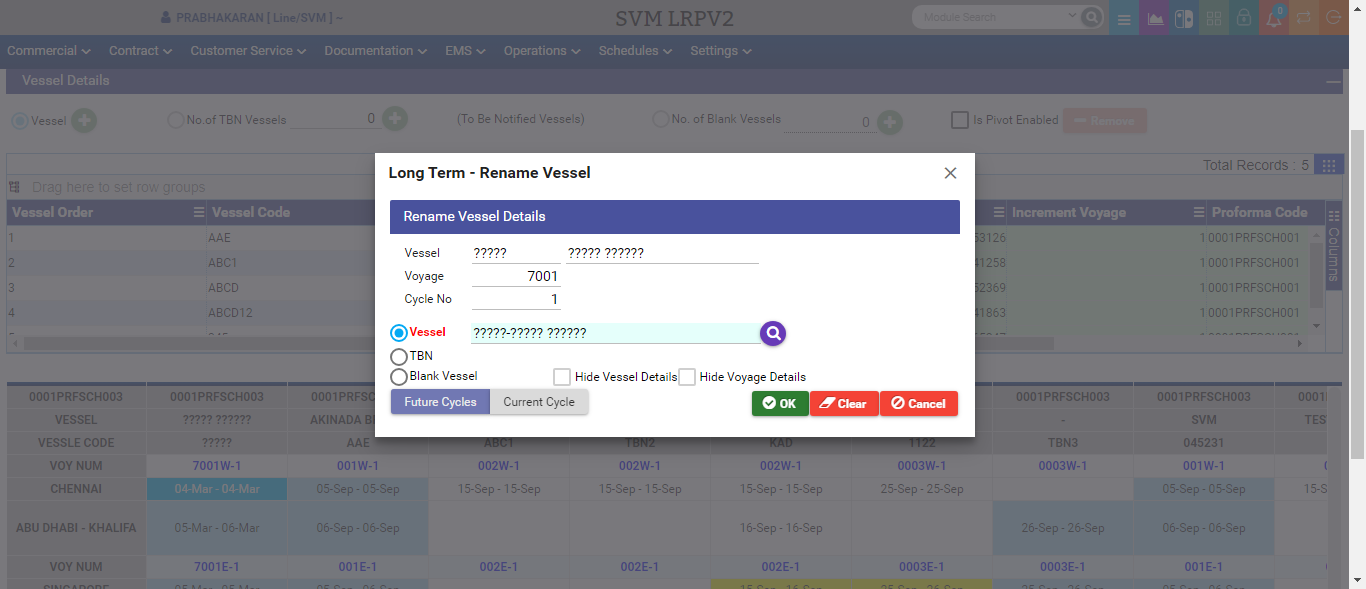 PRABHAKARAN [ Line/SVM ] ~ SVM LRPV2 Module Search 0
Commercial Contract Customer Service Documentation EMS Operations Schedules Settings
Vessel Details
Vessel No.of TBN Vessels 0 (To Be Notified Vessels) No. of Blank Vessels 0 Is Pivot Enabled Remove
Total Records : 5
Drag here to set row groups
Vessel Order Vessel Code Increment Voyage Proforma Code
1 AAE 53126 1 0001PRFSCH001
2 ABC1 41258 1 0001PRFSCH001
3 ABCD 52369 1 0001PRFSCH001
4 ABCD12 41863 1 0001PRFSCH001
Columns
Long Term - Rename Vessel
Rename Vessel Details
Vessel ????? ????? ??????
Voyage 7001
Cycle No 1
Vessel ?????-????? ??????
TBN
Blank Vessel Hide Vessel Details Hide Voyage Details
Future Cycles Current Cycle OK Clear Cancel
0001PRFSCH003 0001PRFSCH003 0001PRFSCH003 0001PRFSCH003
VESSEL ????? ?????? AKINADA - SVM
VESSLE CODE ????? AAE ABC1 TBN2 KAD 1122 TBN3 045231
VOY NUM 7001W-1 001W-1 002W-1 002W-1 002W-1 0003W-1 0003W-1 001W-1
CHENNAI 04-Mar - 04-Mar 05-Sep - 05-Sep 15-Sep - 15-Sep 15-Sep - 15-Sep 15-Sep - 15-Sep 25-Sep - 25-Sep 05-Sep - 05-Sep
ABU DHABI - KHALIFA 05-Mar - 06-Mar 06-Sep - 06-Sep 16-Sep - 16-Sep 26-Sep - 26-Sep 06-Sep - 06-Sep
VOY NUM 7001E-1 001E-1 002E-1 002E-1 002E-1 0003E-1 0003E-1 001E-1
SINGAPORE